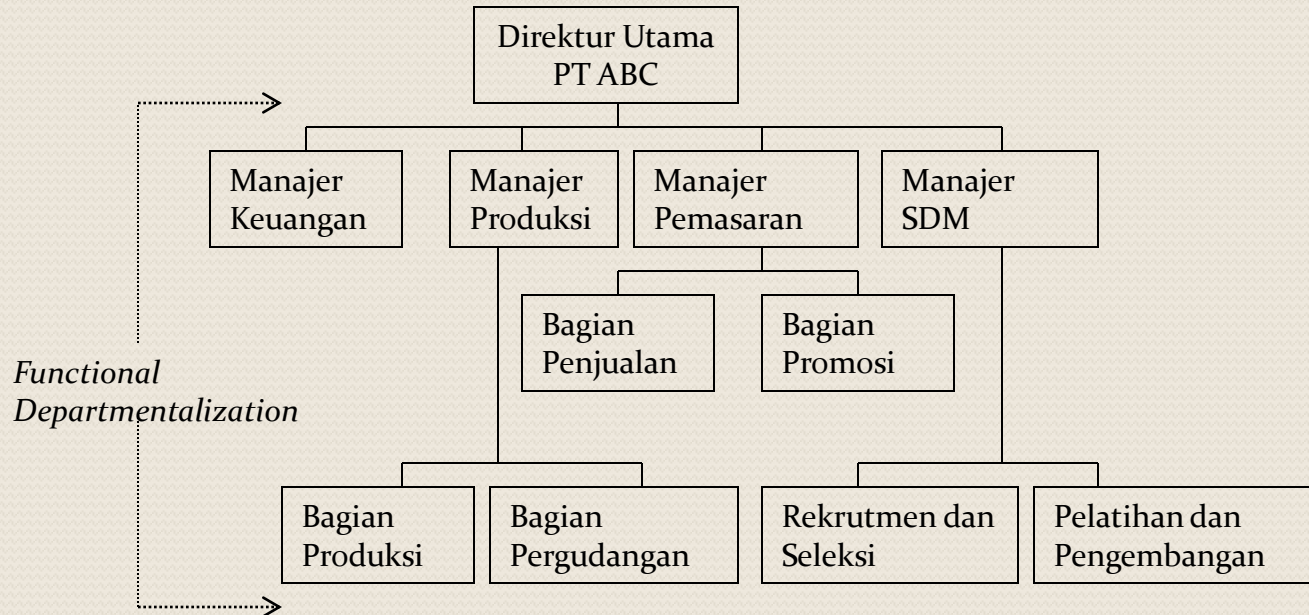 Direktur Utama
PT ABC
Manajer
Keuangan
Manajer
Produksi
Manajer
Pemasaran
Manajer
SDM
Bagian
Penjualan
Bagian
Promosi
Functional
Departmentalization
Bagian
Produksi
Bagian
Pergudangan
Rekrutmen dan
Seleksi
Pelatihan dan
Pengembangan